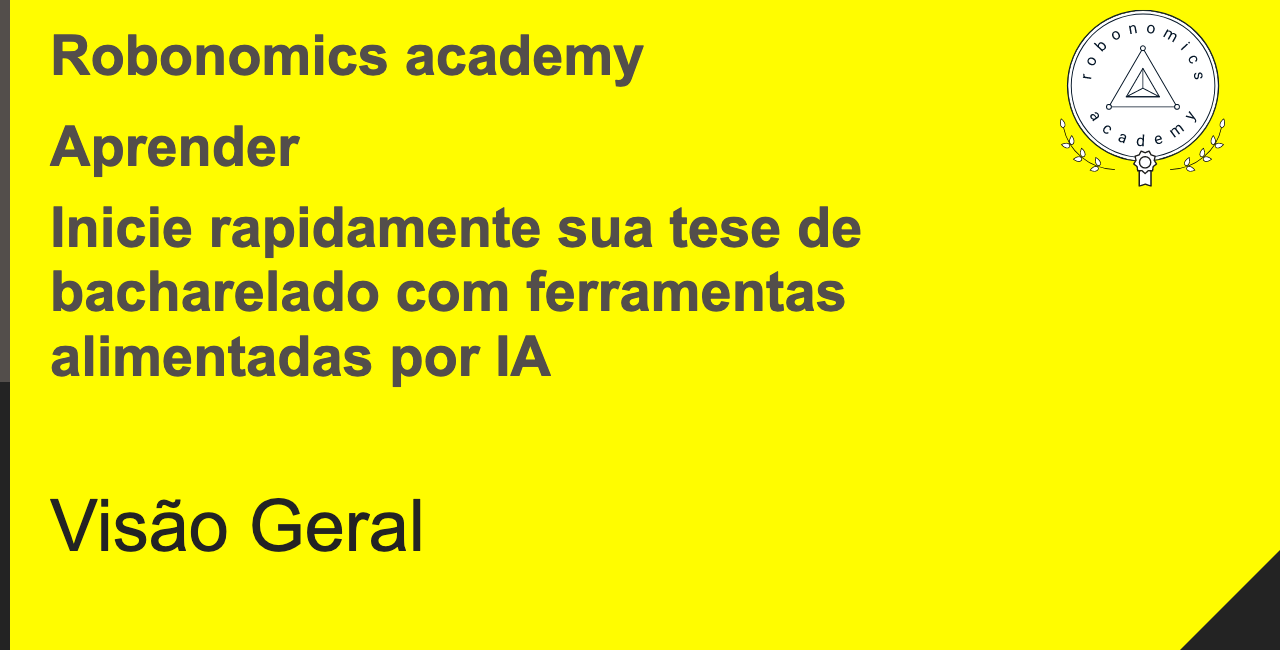 Robonomics academy
Aprender
Inicie rapidamente sua tese de
bacharelado com ferramentas
alimentadas por IA
Visão Geral
robonomics
academy